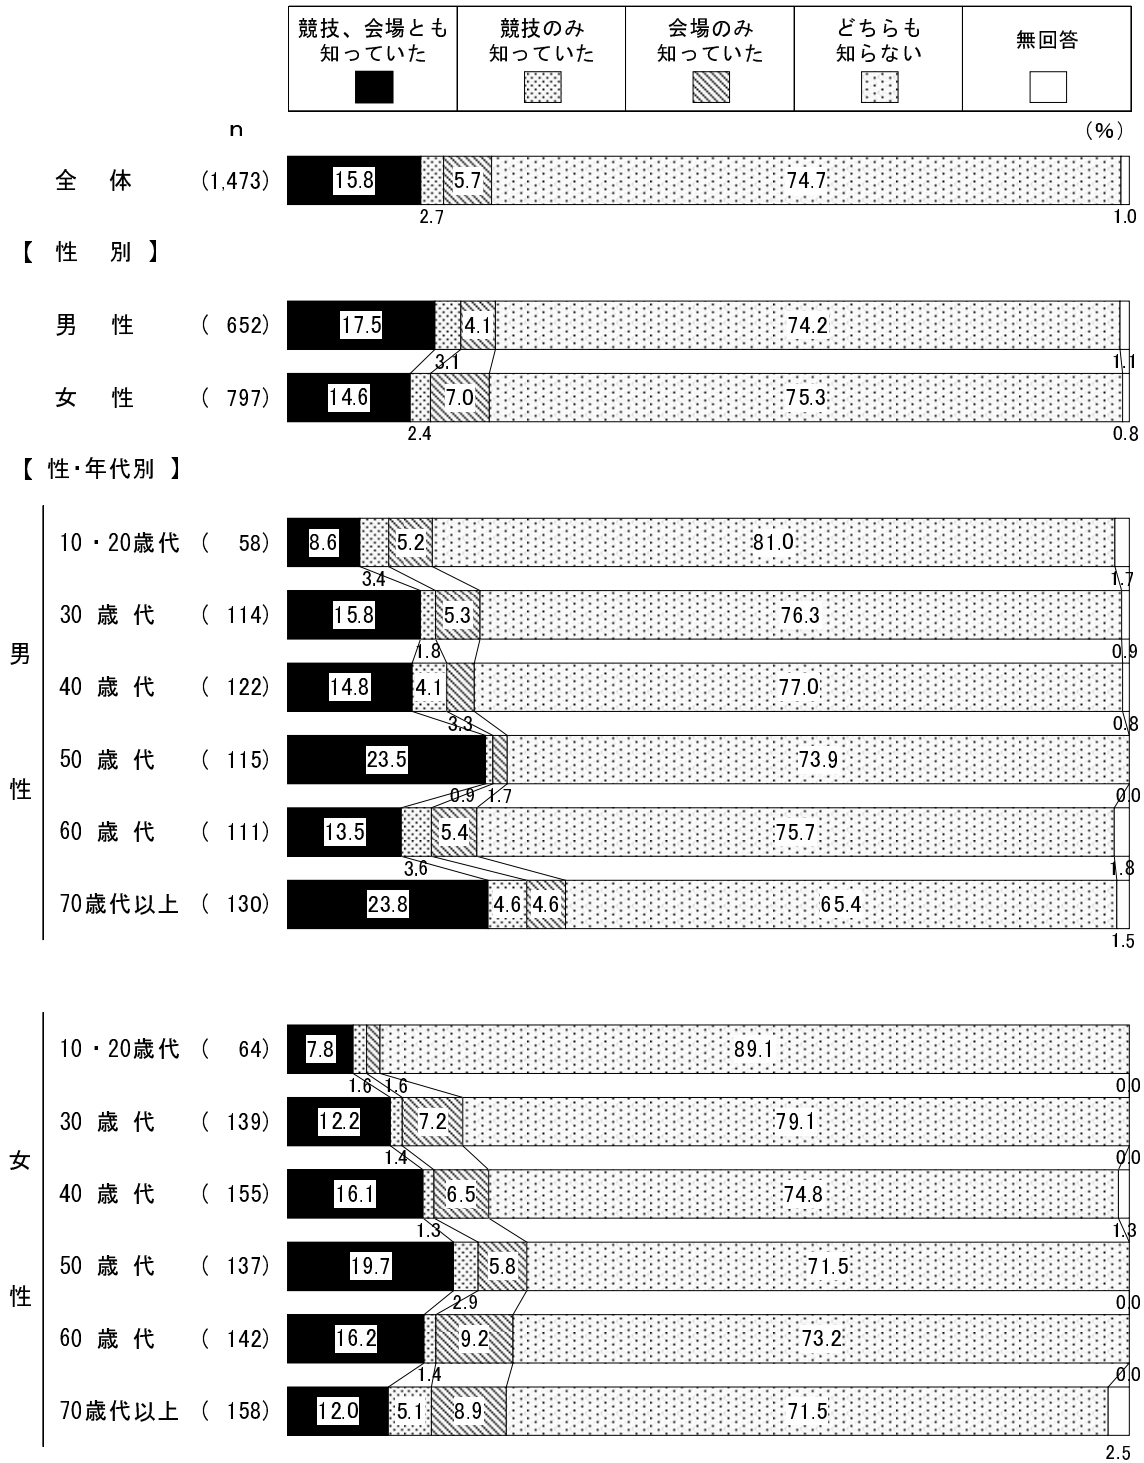 競技、会場とも 競技のみ 会場のみ どちらも 無回答
知っていた 知っていた 知っていた 知らない
n (%)
全 体 (1,473) 15.8 5.7 74.7
2.7 1.0
【 性 別 】
男 性 ( 652) 17.5 4.1 74.2
3.1 1.1
女 性 ( 797) 14.6 7.0 75.3
2.4 0.8
【 性・年代別 】
男性
10・20歳代 ( 58) 8.6 5.2 81.0
3.4 1.7
30 歳 代 ( 114) 15.8 5.3 76.3
1.8 0.9
40 歳 代 ( 122) 14.8 4.1 77.0
3.3 0.8
50 歳 代 ( 115) 23.5 73.9
0.9 1.7 0.0
60 歳 代 ( 111) 13.5 5.4 75.7
3.6 1.8
70歳代以上 ( 130) 23.8 4.6 4.6 65.4
1.5
女性
10・20歳代 ( 64) 7.8 89.1
1.6 1.6 0.0
30 歳 代 ( 139) 12.2 7.2 79.1
1.4 0.0
40 歳 代 ( 155) 16.1 6.5 74.8
1.3 1.3
50 歳 代 ( 137) 19.7 5.8 71.5
2.9 0.0
60 歳 代 ( 142) 16.2 9.2 73.2
1.4 0.0
70歳代以上 ( 158) 12.0 5.1 8.9 71.5
2.5